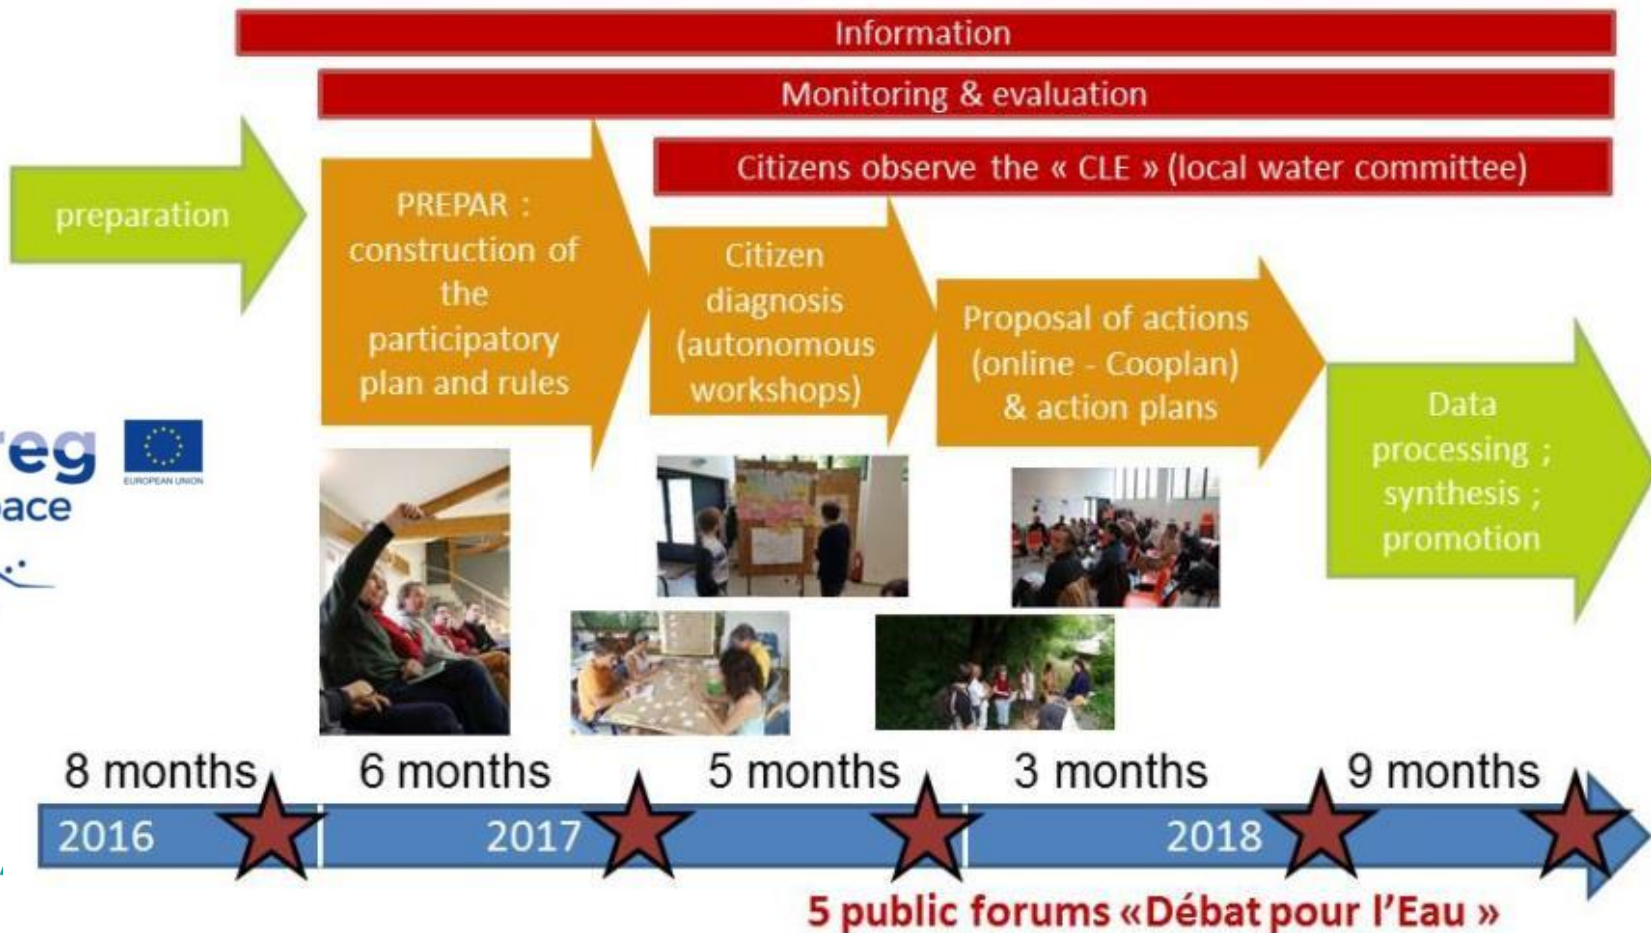 Information
Monitoring & evaluation
Citizens observe the « CLE » (local water committee)
preparation
PREPAR :
construction of
the
participatory
plan and rules
Citizen
diagnosis
(autonomous
workshops)
Proposal of actions
(online - Cooplan)
& action plans
Data
processing ;
synthesis ;
promotion
reg
EUROPEAN UNION
ace
8 months
6 months
5 months
3 months
9 months
2016
2017
2018
5 public forums «Débat pour l'Eau »